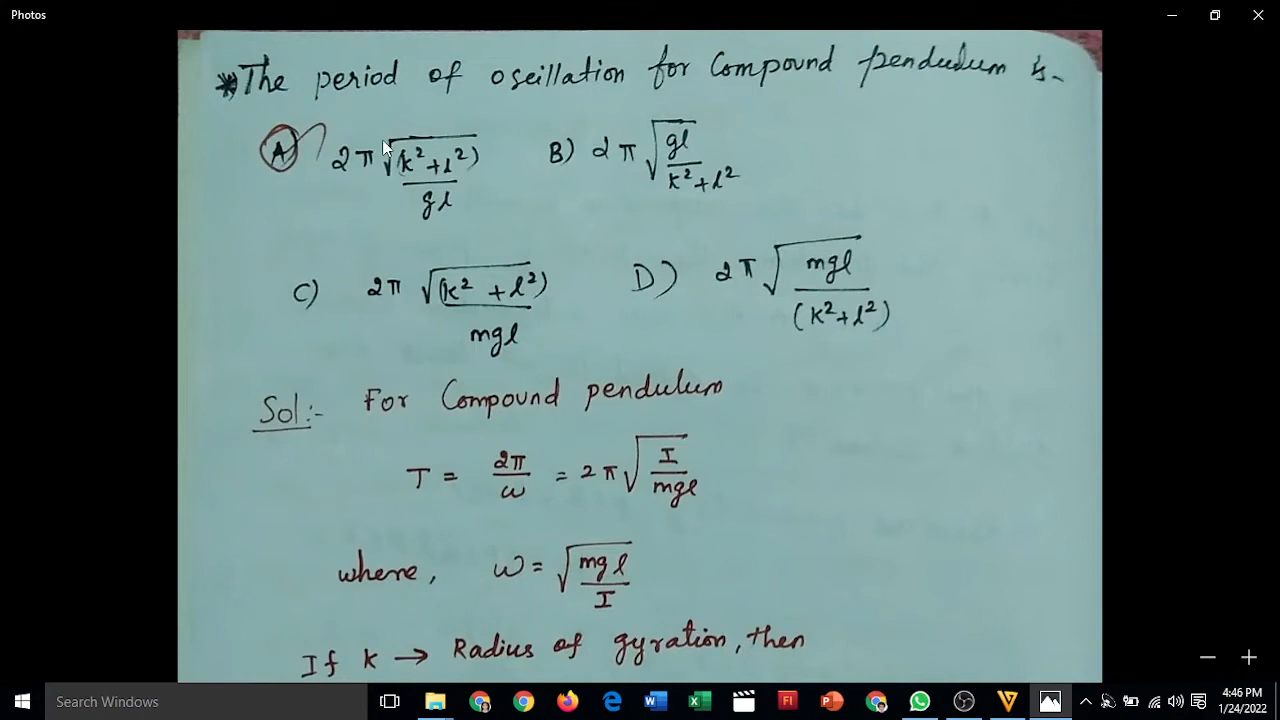 Photos
*The period of oscillation for Compound pendulum is-
A) 2π √(k²+l²)/gl B) 2π √gl/k²+l²
C) 2π √(k²+l²)/mgl D) 2π √mgl/(k²+l²)
Sol:- For Compound pendulum
T = 2π/ω = 2π √I/mgl
where, ω = √mgl/I
If k → Radius of gyration, then
Search Windows
4:46 PM
1/24/2022